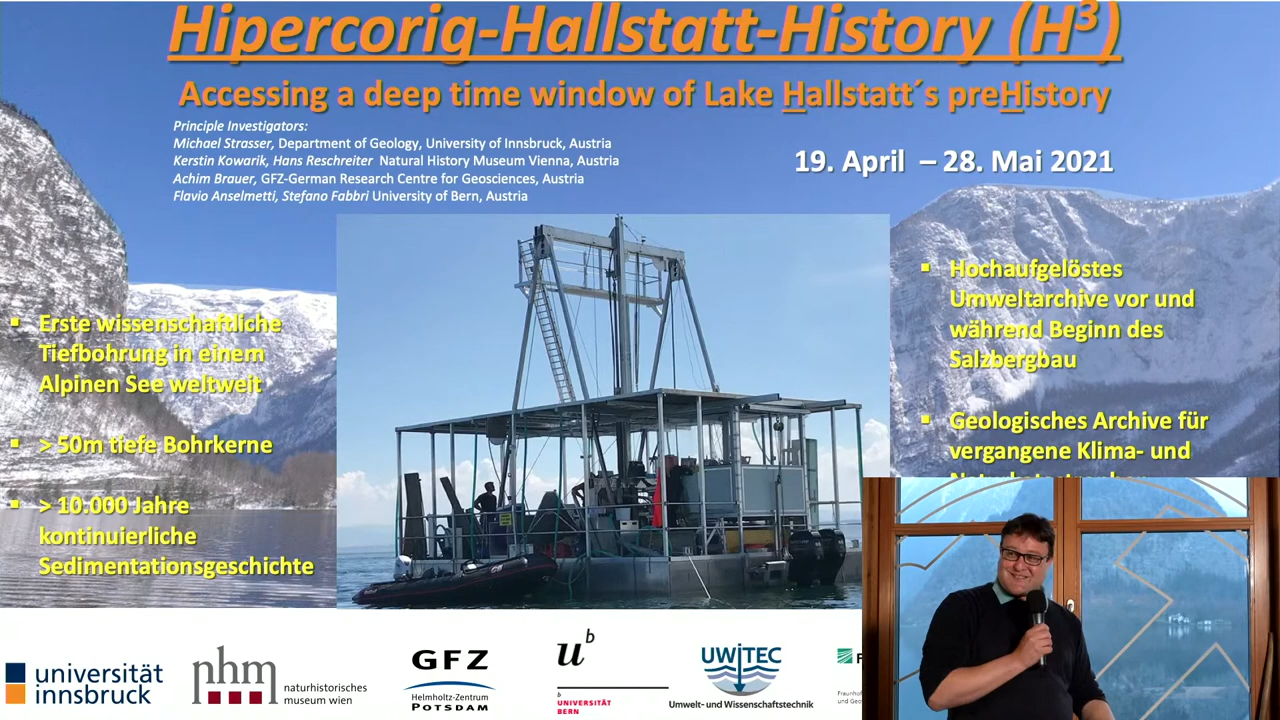 Hipercorig-Hallstatt-History (H³)
Accessing a deep time window of Lake Hallstatt´s preHistory
Principle Investigators:
Michael Strasser, Department of Geology, University of Innsbruck, Austria
Kerstin Kowarik, Hans Reschreiter Natural History Museum Vienna, Austria
Achim Brauer, GFZ-German Research Centre for Geosciences, Austria
Flavio Anselmetti, Stefano Fabbri University of Bern, Austria
19. April – 28. Mai 2021
▪ Erste wissenschaftliche
Tiefbohrung in einem
Alpinen See weltweit
▪ > 50m tiefe Bohrkerne
▪ > 10.000 Jahre
kontinuierliche
Sedimentationsgeschichte
▪ Hochaufgelöstes
Umweltarchive vor und
während Beginn des
Salzbergbau
▪ Geologisches Archive für
vergangene Klima- und
universität
innsbruck
nhm
naturhistorisches
museum wien
GFZ
Helmholtz-Zentrum
POTSDAM
u b
b
UNIVERSITÄT
BERN
UWITEC
Umwelt- und Wissenschaftstechnik